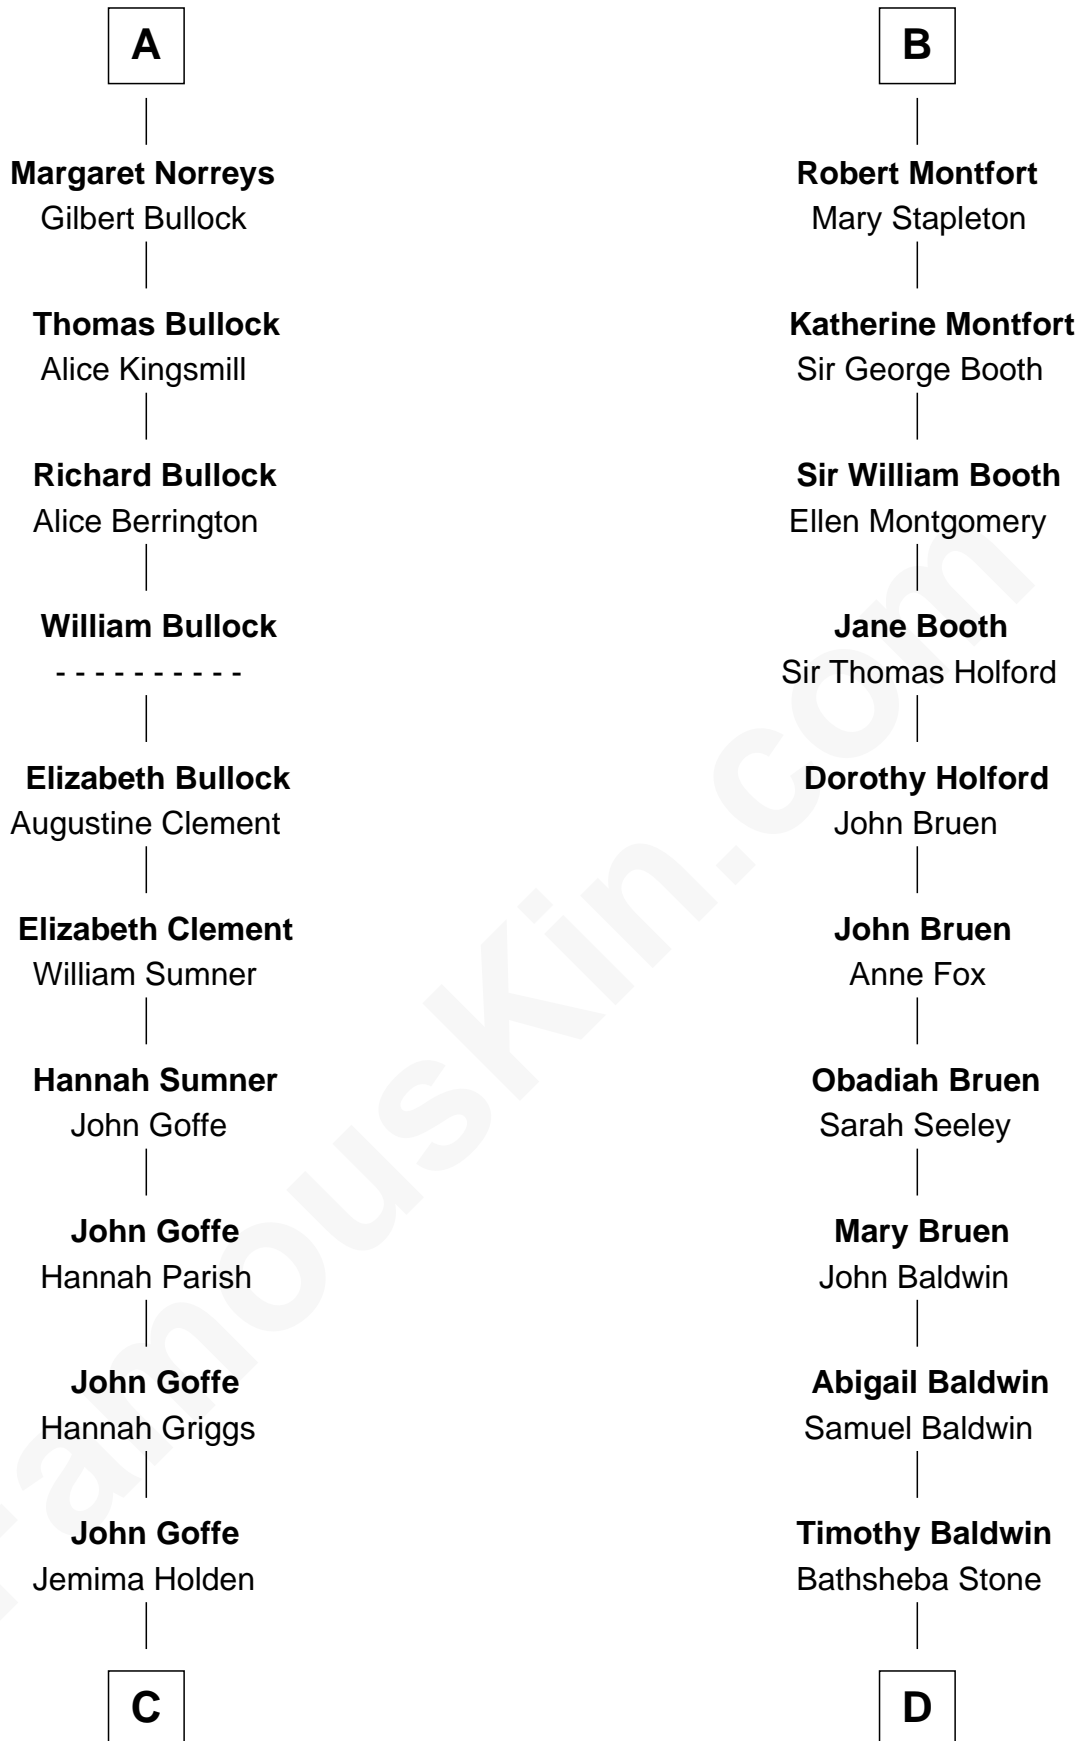 A
Margaret Norreys
Gilbert Bullock
Thomas Bullock
Alice Kingsmill
Richard Bullock
Alice Berrington
William Bullock
- - - - - - - - - -
Elizabeth Bullock
Augustine Clement
Elizabeth Clement
William Sumner
Hannah Sumner
John Goffe
John Goffe
Hannah Parish
John Goffe
Hannah Griggs
John Goffe
Jemima Holden
C
B
Robert Montfort
Mary Stapleton
Katherine Montfort
Sir George Booth
Sir William Booth
Ellen Montgomery
Jane Booth
Sir Thomas Holford
Dorothy Holford
John Bruen
John Bruen
Anne Fox
Obadiah Bruen
Sarah Seeley
Mary Bruen
John Baldwin
Abigail Baldwin
Samuel Baldwin
Timothy Baldwin
Bathsheba Stone
D
FamousKin.com